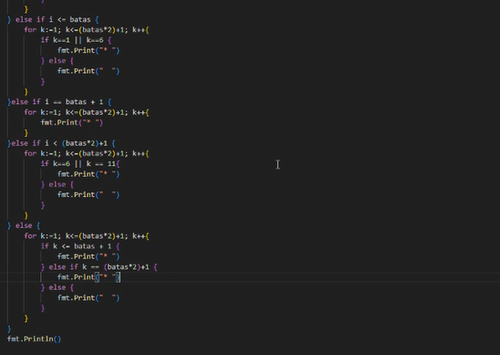 }
} else if i <= batas {
for k:=1; k<=(batas*2)+1; k++{
if k==1 || k==6 {
fmt.Print("* ")
} else {
fmt.Print("  ")
}
}
}else if i == batas + 1 {
for k:=1; k<=(batas*2)+1; k++{
fmt.Print("* ")
}
}else if i < (batas*2)+1 {
for k:=1; k<=(batas*2)+1; k++{
if k==6 || k == 11{
fmt.Print("* ")
} else {
fmt.Print("  ")
}
}
} else {
for k:=1; k<=(batas*2)+1; k++{
if k <= batas + 1 {
fmt.Print("* ")
} else if k == (batas*2)+1 {
fmt.Print("* ")
} else {
fmt.Print("  ")
}
}
}
fmt.Println()